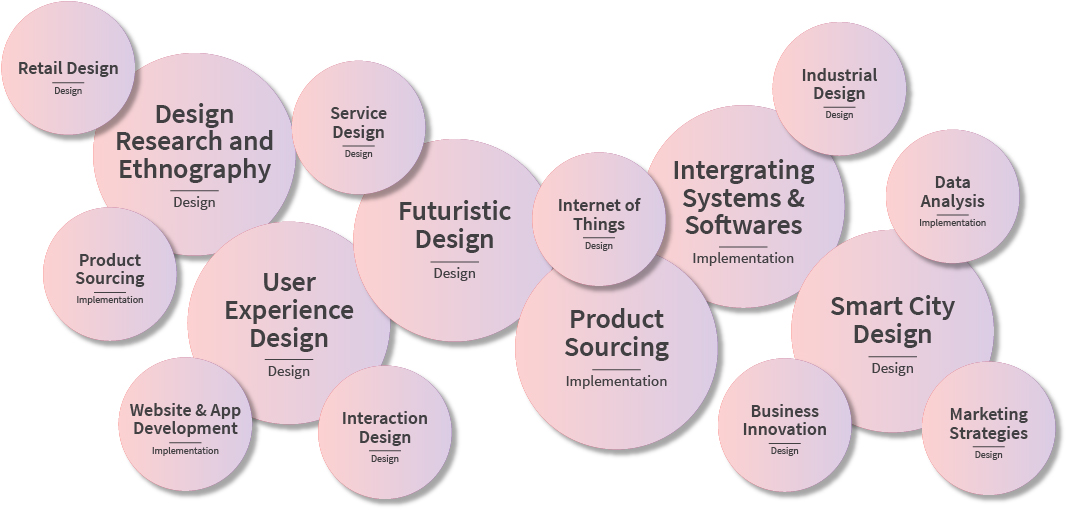 Retail Design
Design
Design
Research and
Ethnography
Design
Service
Design
Design
Product
Sourcing
Implementation
User
Experience
Design
Design
Website & App
Development
Implementation
Interaction
Design
Design
Futuristic
Design
Design
Internet of
Things
Design
Product
Sourcing
Implementation
Intergrating
Systems &
Softwares
Implementation
Industrial
Design
Design
Data
Analysis
Implementation
Smart City
Design
Design
Business
Innovation
Design
Marketing
Strategies
Design